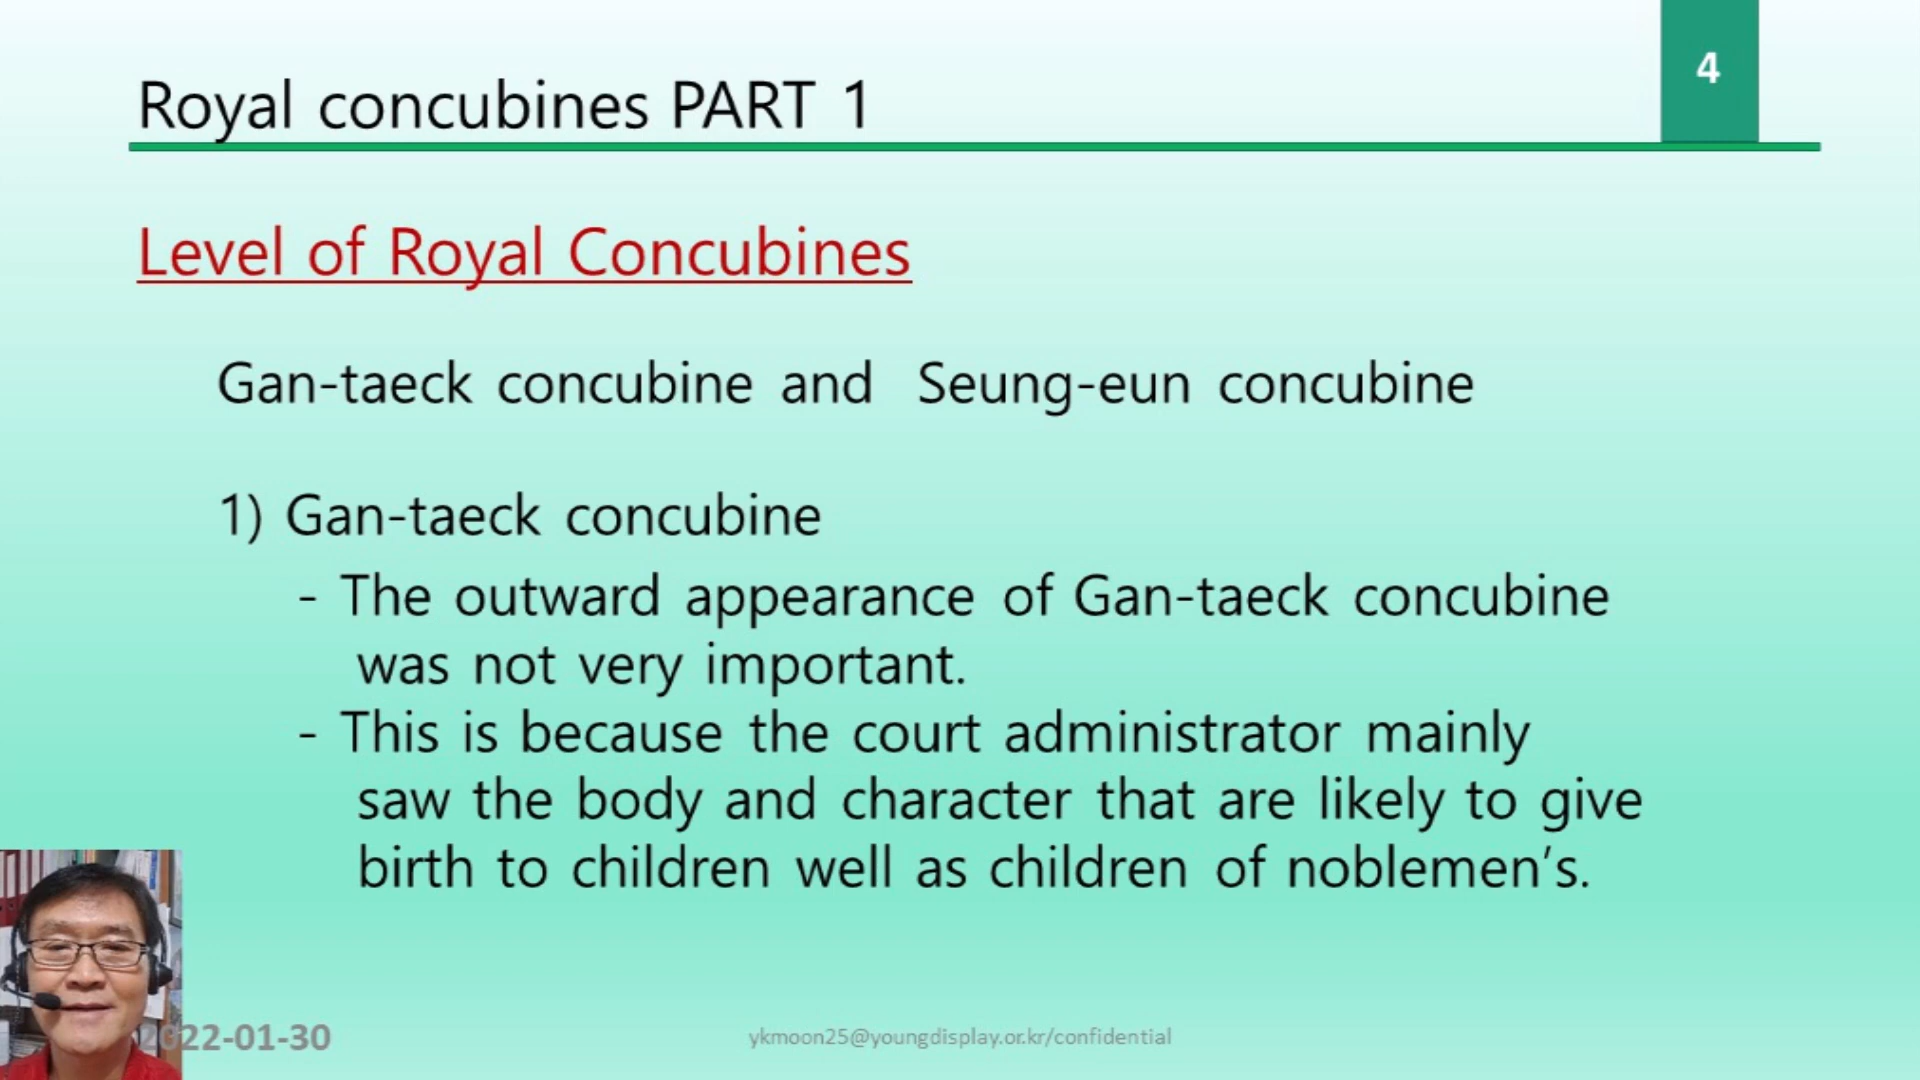 4
Royal concubines PART 1
Level of Royal Concubines
Gan-taeck concubine and Seung-eun concubine
1) Gan-taeck concubine
- The outward appearance of Gan-taeck concubine
was not very important.
- This is because the court administrator mainly
saw the body and character that are likely to give
birth to children well as children of noblemen's.
2022-01-30
ykmoon25@youngdisplay.or.kr/confidential